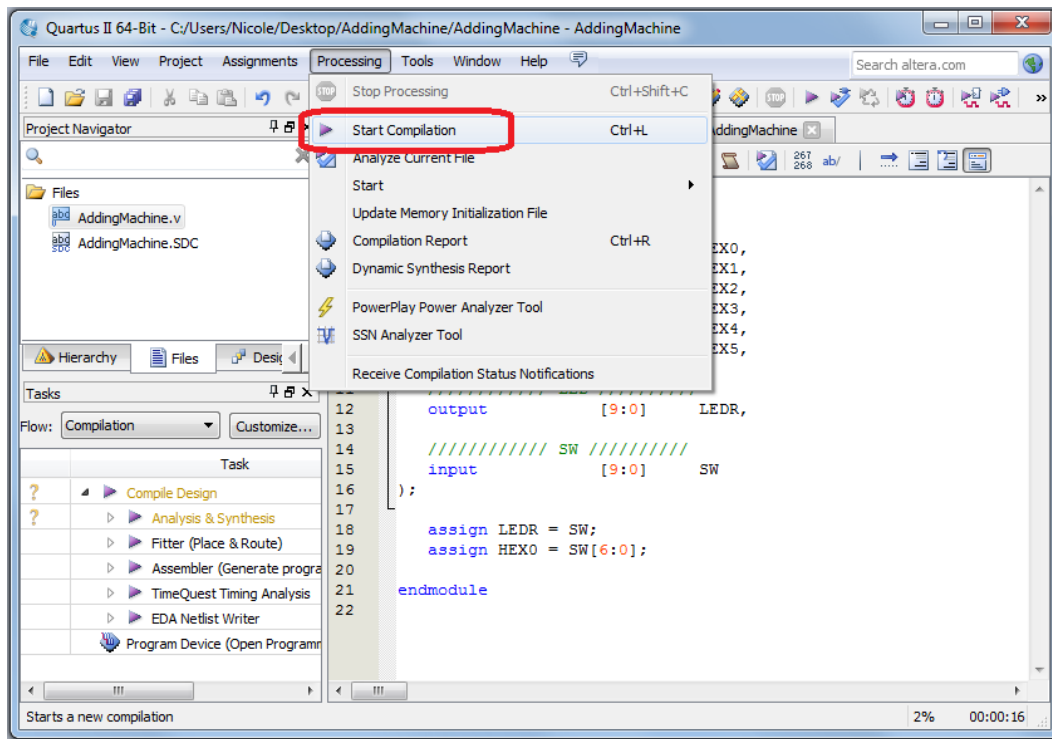 Quartus II 64-Bit - C:/Users/Nicole/Desktop/AddingMachine/AddingMachine - AddingMachine
File Edit View Project Assignments Processing Tools Window Help
Search altera.com
Project Navigator
Files
AddingMachine.v
AddingMachine.SDC
Hierarchy Files
Stop Processing Ctrl+Shift+C
Start Compilation Ctrl+L
Analyze Current File
Start
Update Memory Initialization File
Compilation Report Ctrl+R
Dynamic Synthesis Report
PowerPlay Power Analyzer Tool
SSN Analyzer Tool
Receive Compilation Status Notifications
ddingMachine
267
268 ab/
EX0,
EX1,
EX2,
EX3,
EX4,
EX5,
12 output [9:0] LEDR,
13
14 //////////// SW //////////
15 input [9:0] SW
16 );
17
18 assign LEDR = SW;
19 assign HEX0 = SW[6:0];
20
21 endmodule
22
Tasks
Flow: Compilation Customize...
Task
? Compile Design
? Analysis & Synthesis
Fitter (Place & Route)
Assembler (Generate progra
TimeQuest Timing Analysis
EDA Netlist Writer
Program Device (Open Programm
Starts a new compilation 2% 00:00:16